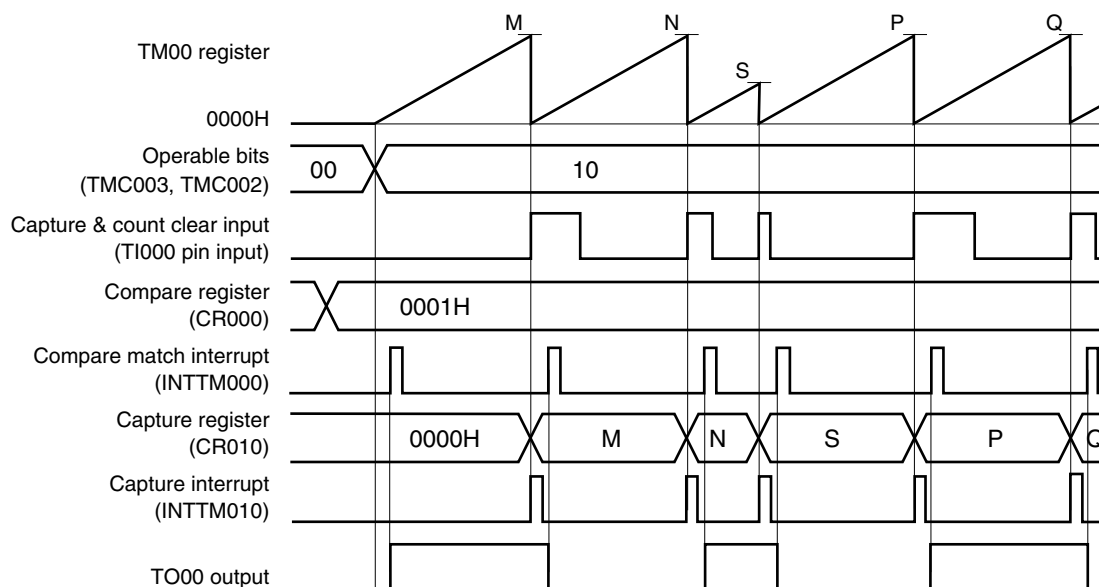 M N S P Q
TM00 register
0000H
Operable bits
(TMC003, TMC002)
00 10
Capture & count clear input
(TI000 pin input)
Compare register
(CR000)
0001H
Compare match interrupt
(INTTM000)
Capture register
(CR010)
0000H M N S P Q
Capture interrupt
(INTTM010)
TO00 output